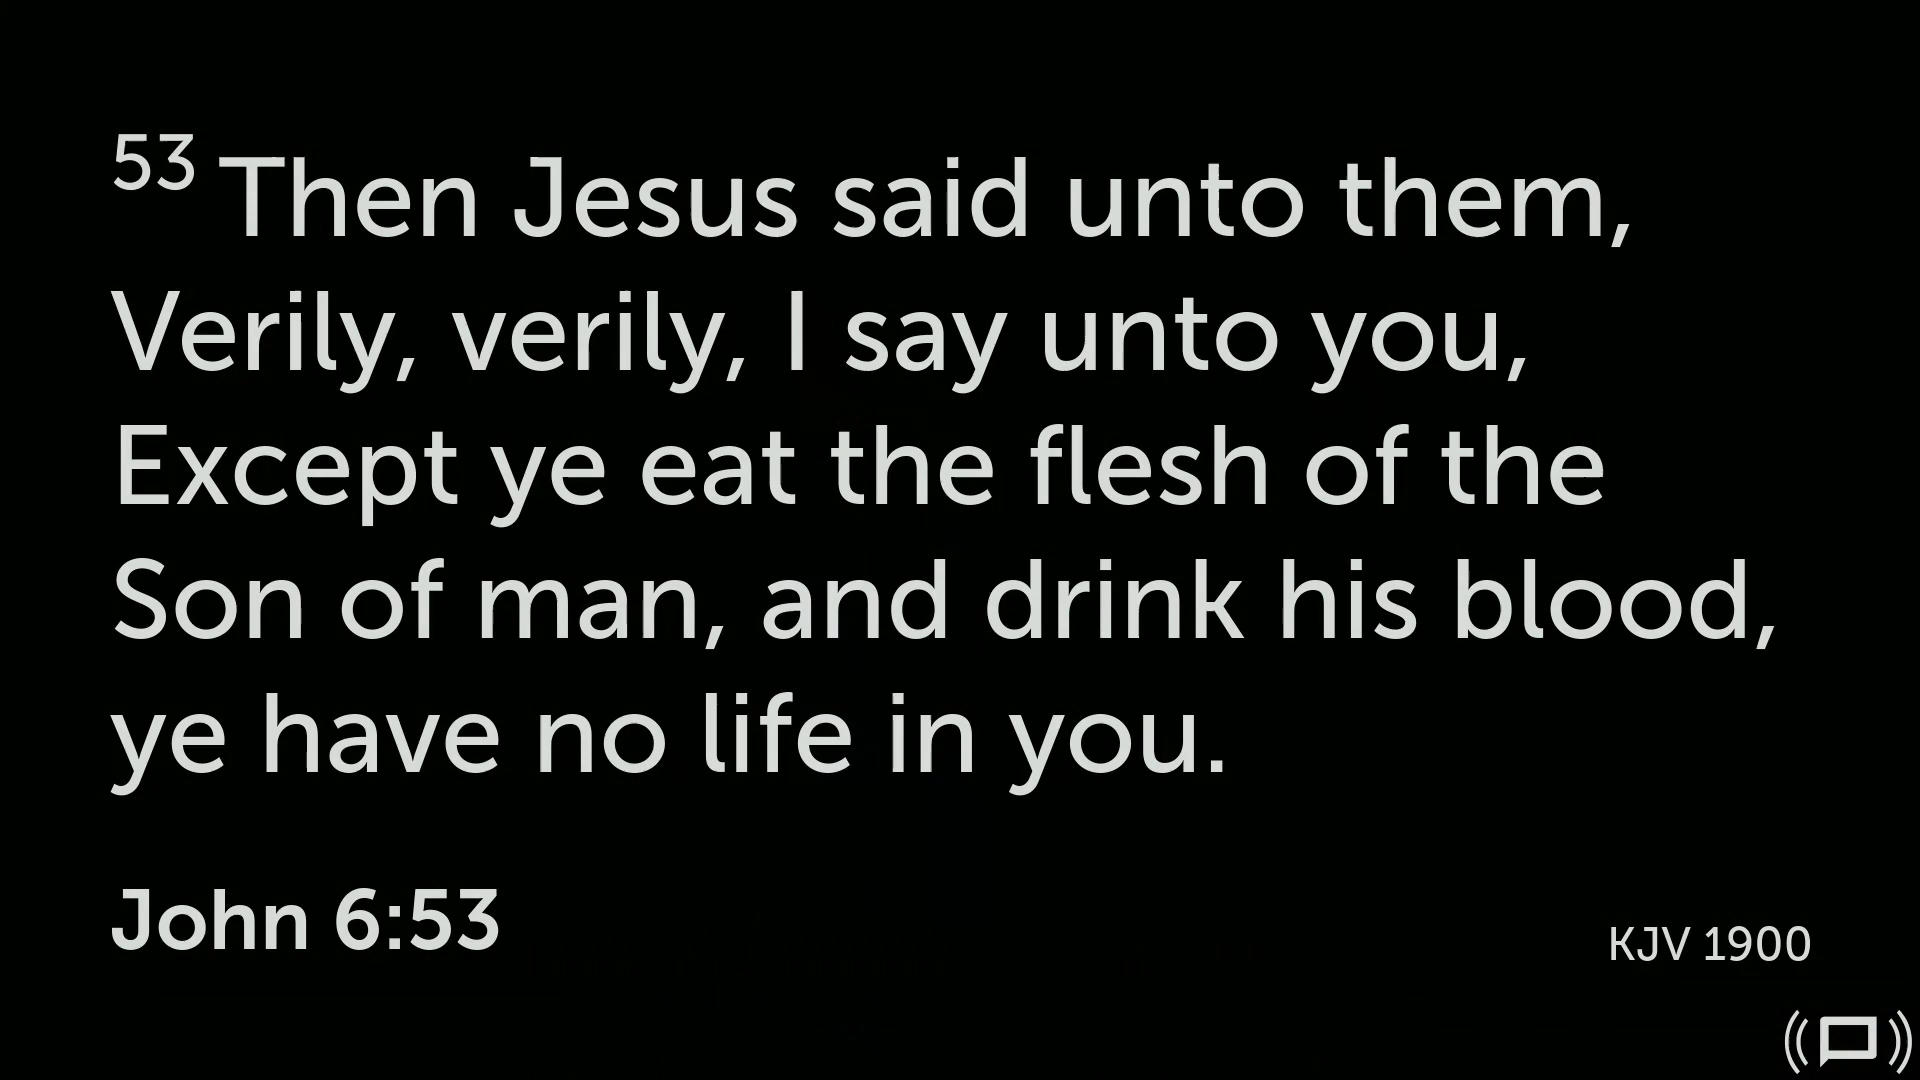 53 Then Jesus said unto them,
Verily, verily, I say unto you,
Except ye eat the flesh of the
Son of man, and drink his blood,
ye have no life in you.
John 6:53
KJV 1900